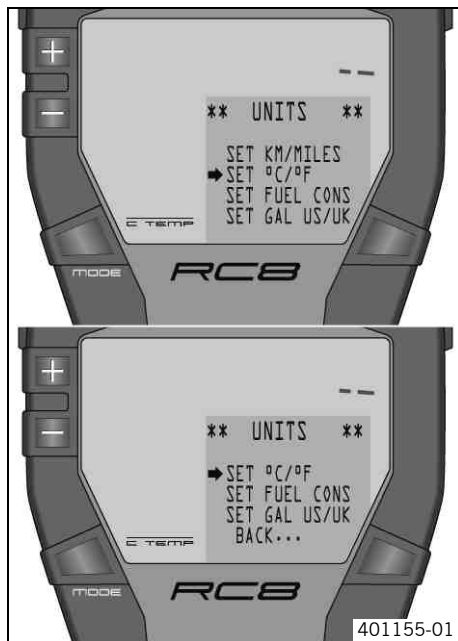 +
--
** UNITS **
SET KM/MILES
➡SET °C/°F
SET FUEL CONS
SET GAL US/UK
C TEMP
−
MODE
RC8
+
--
** UNITS **
➡SET °C/°F
SET FUEL CONS
SET GAL US/UK
BACK...
C TEMP
−
MODE
RC8
401155-01